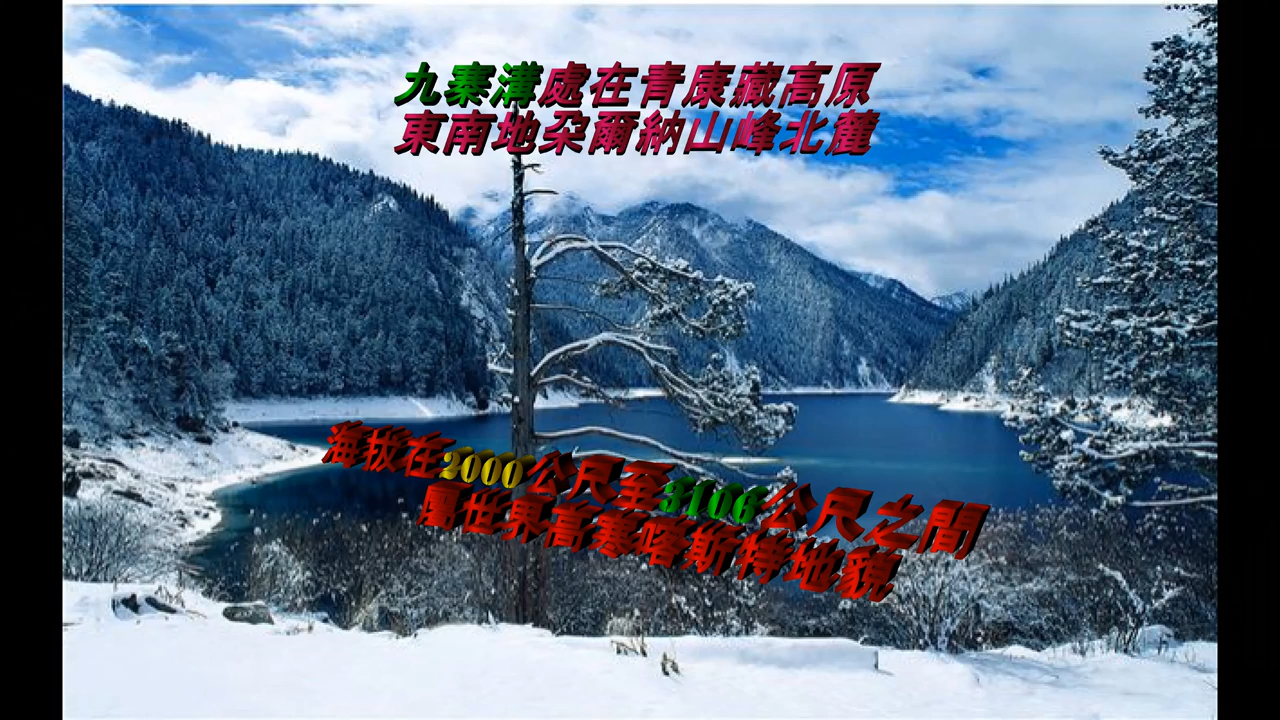 九寨溝處在青康藏高原
東南地朶爾納山峰北麓
海拔在2000公尺至3106公尺之間
屬世界高寒喀斯特地貌